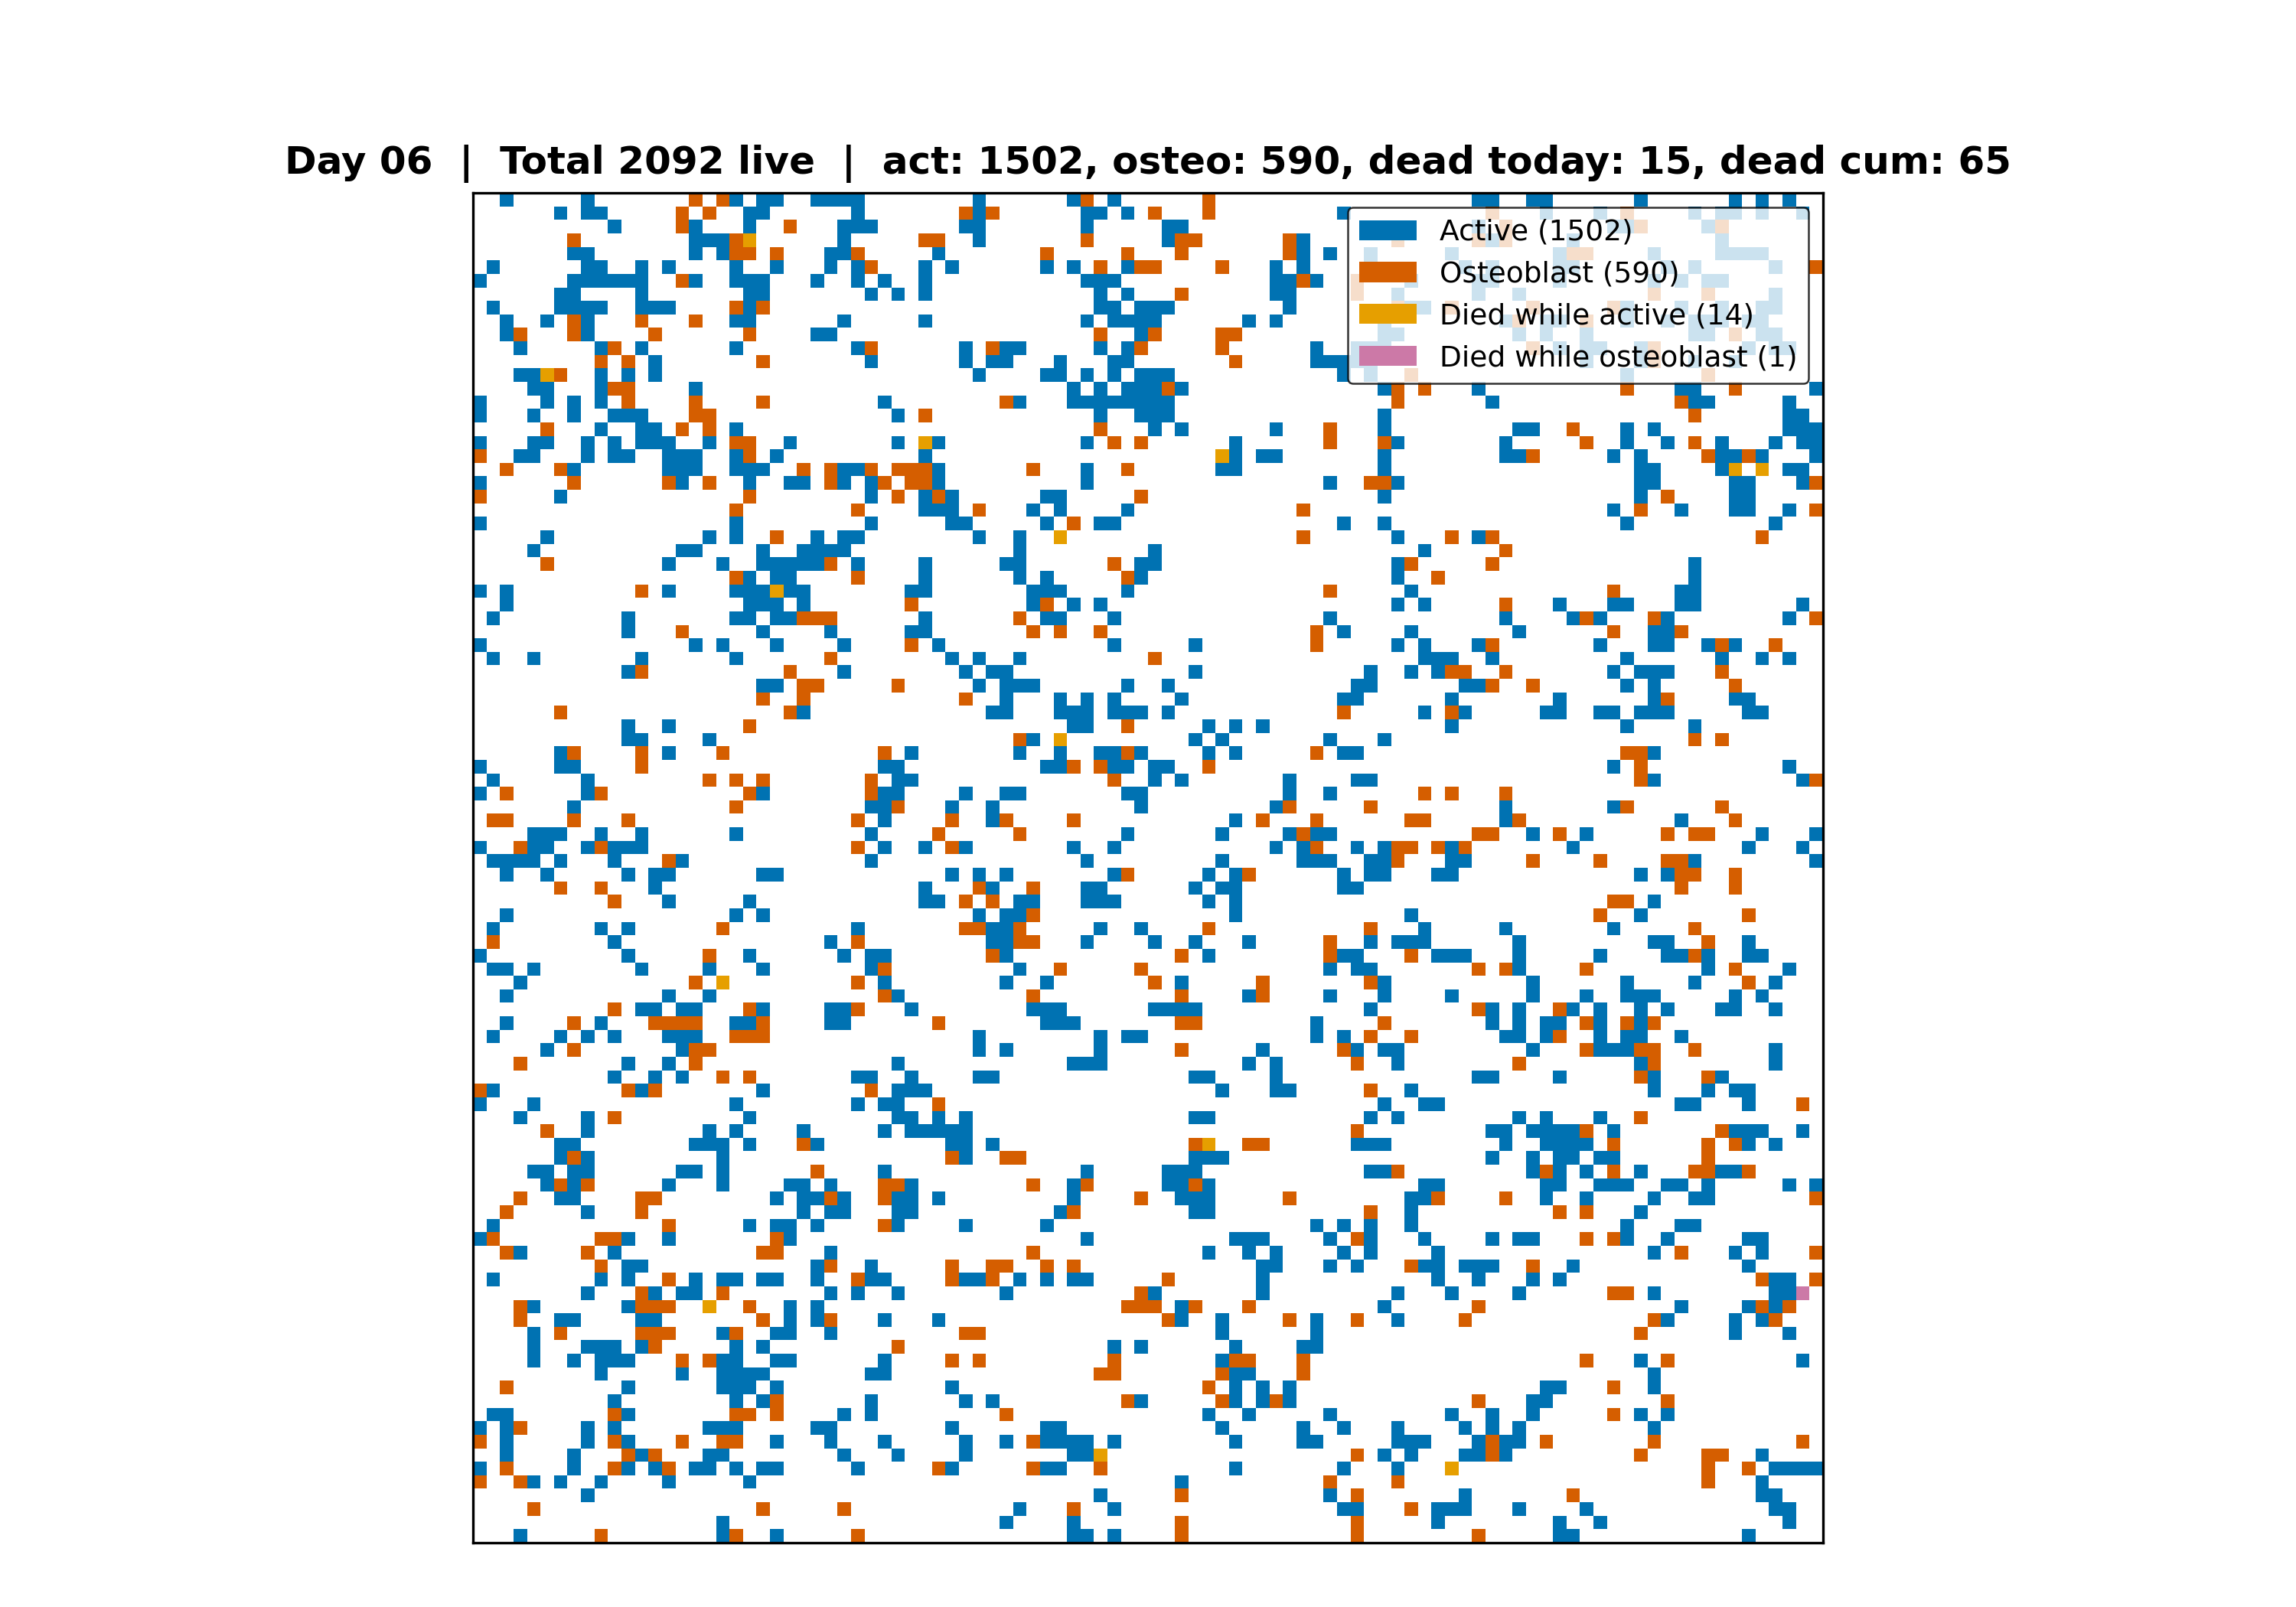 Day 06 | Total 2092 live | act: 1502, osteo: 590, dead today: 15, dead cum: 65
Active (1502)
Osteoblast (590)
Died while active (14)
Died while osteoblast (1)